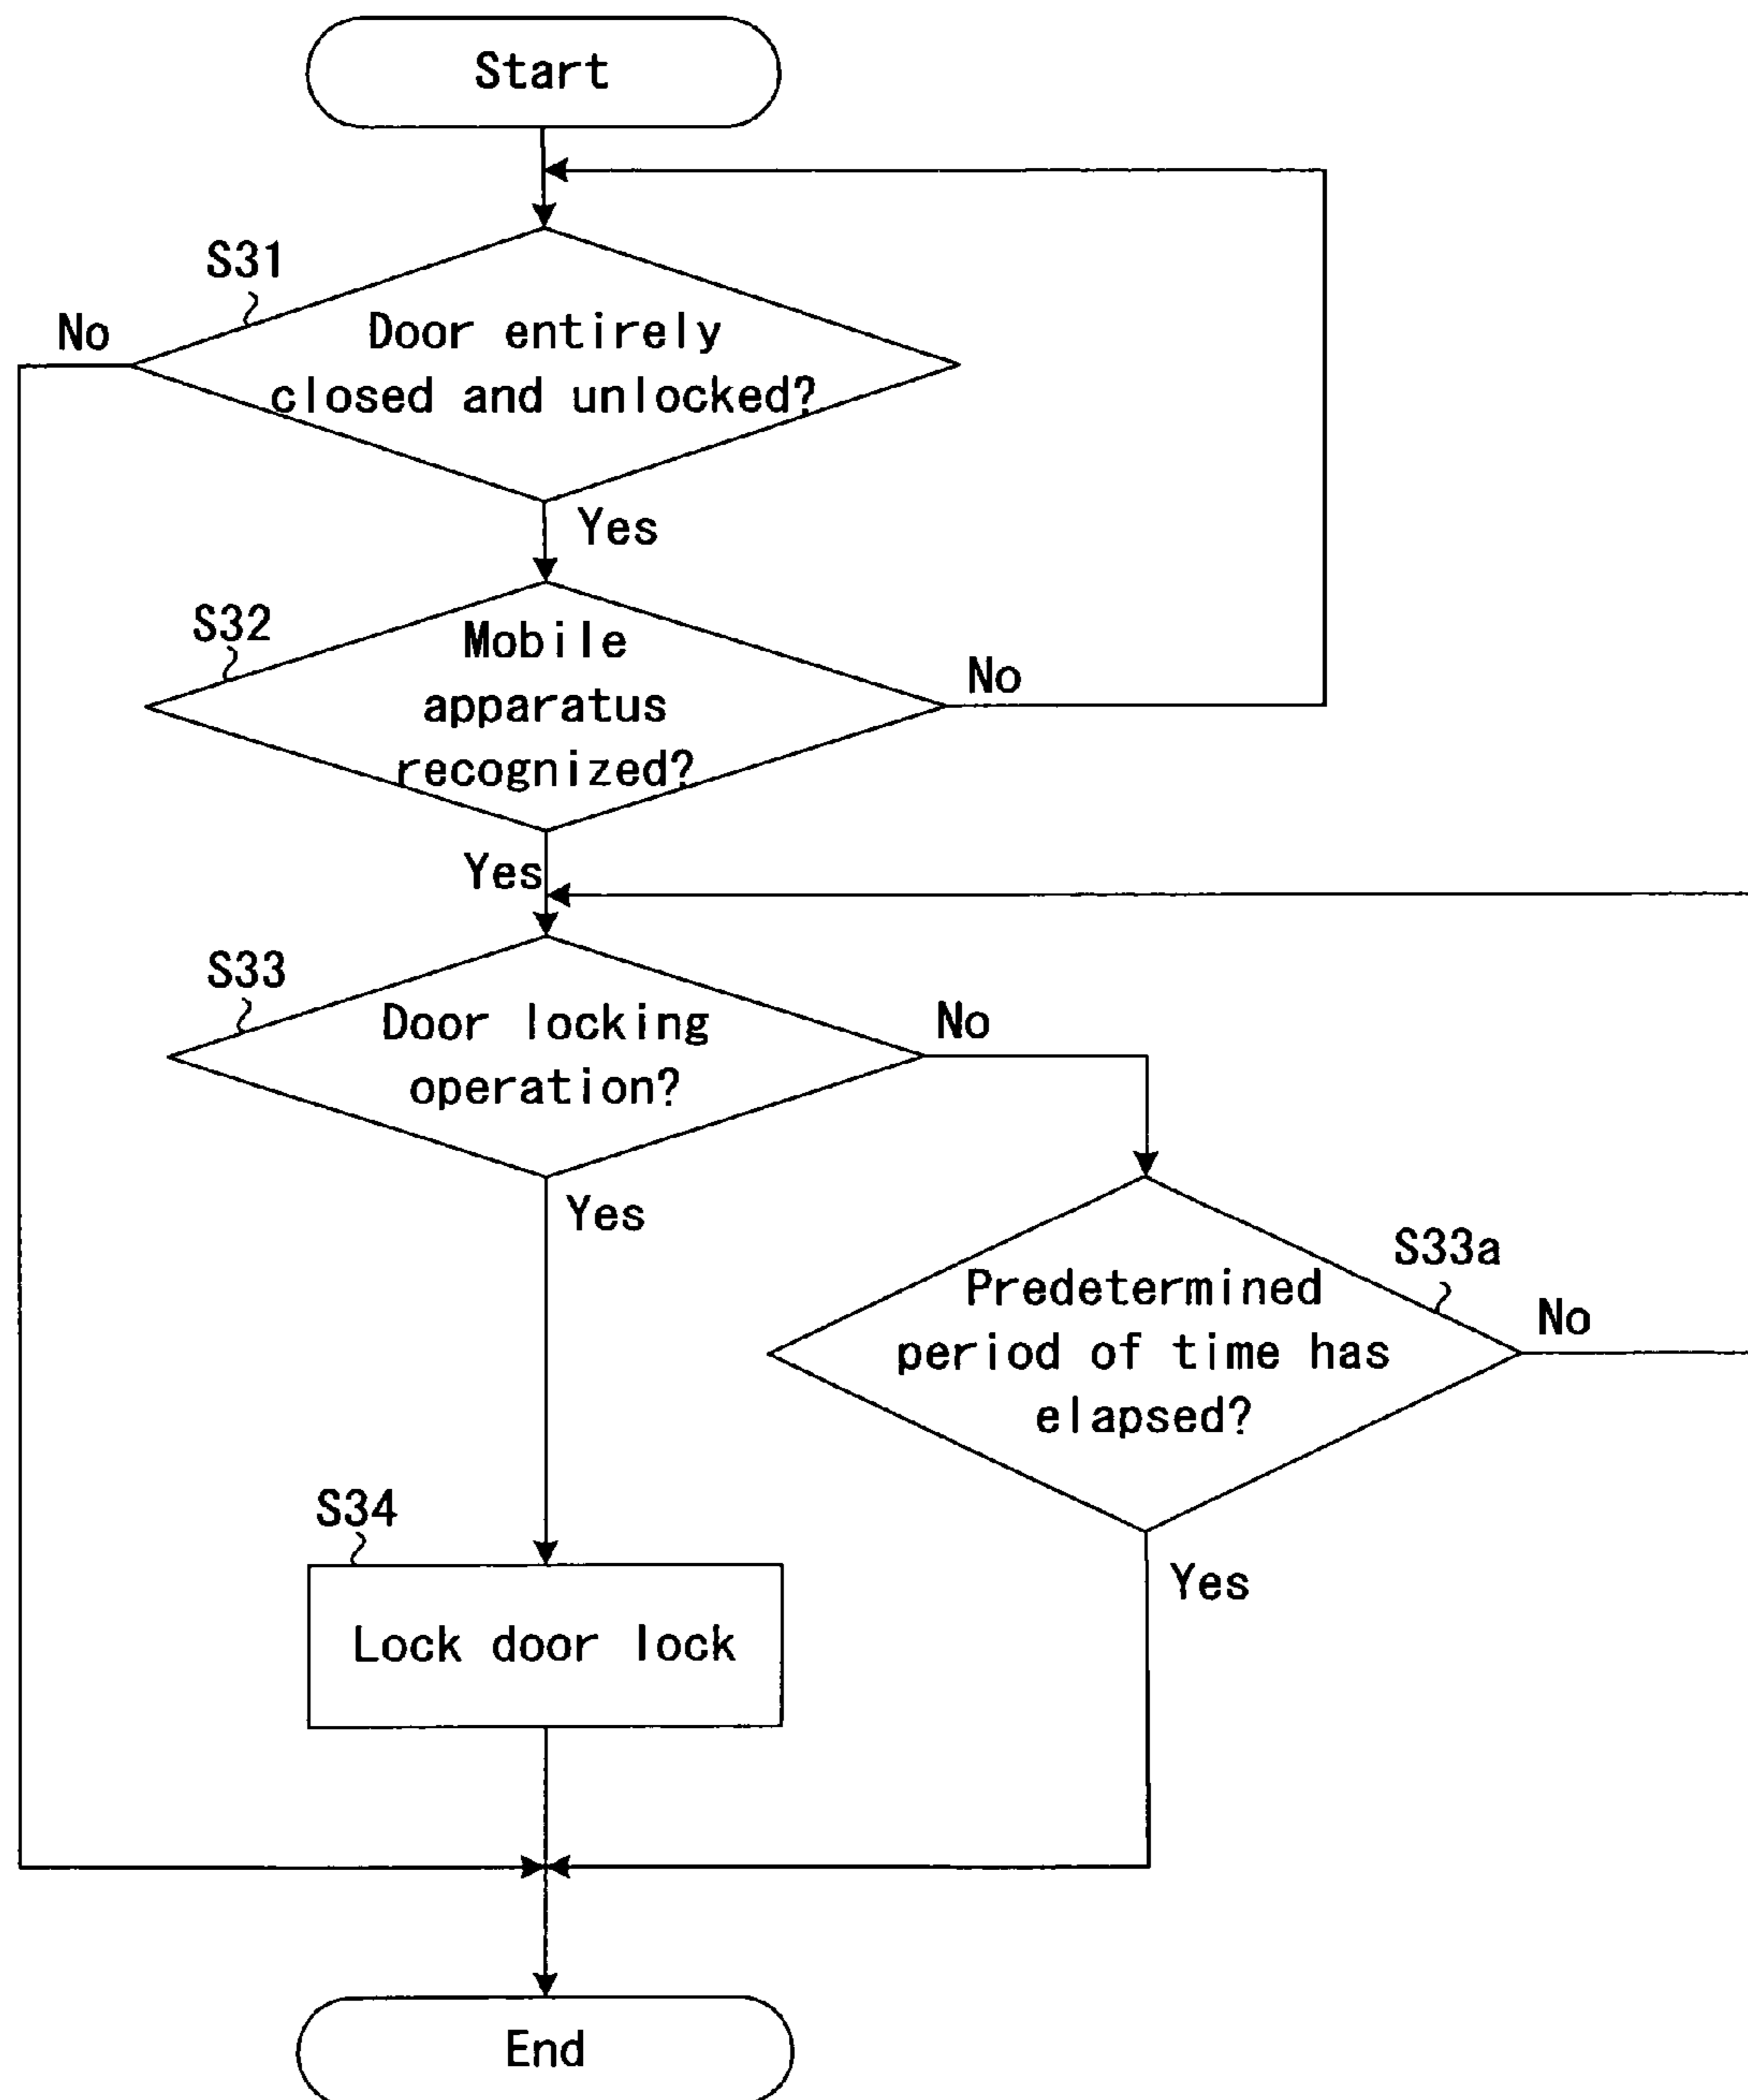 Start
S31
No
Door entirely
closed and unlocked?
Yes
S32
Mobile
apparatus
recognized?
No
Yes
S33
Door locking
operation?
No
Yes
S33a
Predetermined
period of time has
elapsed?
No
Yes
S34
Lock door lock
End